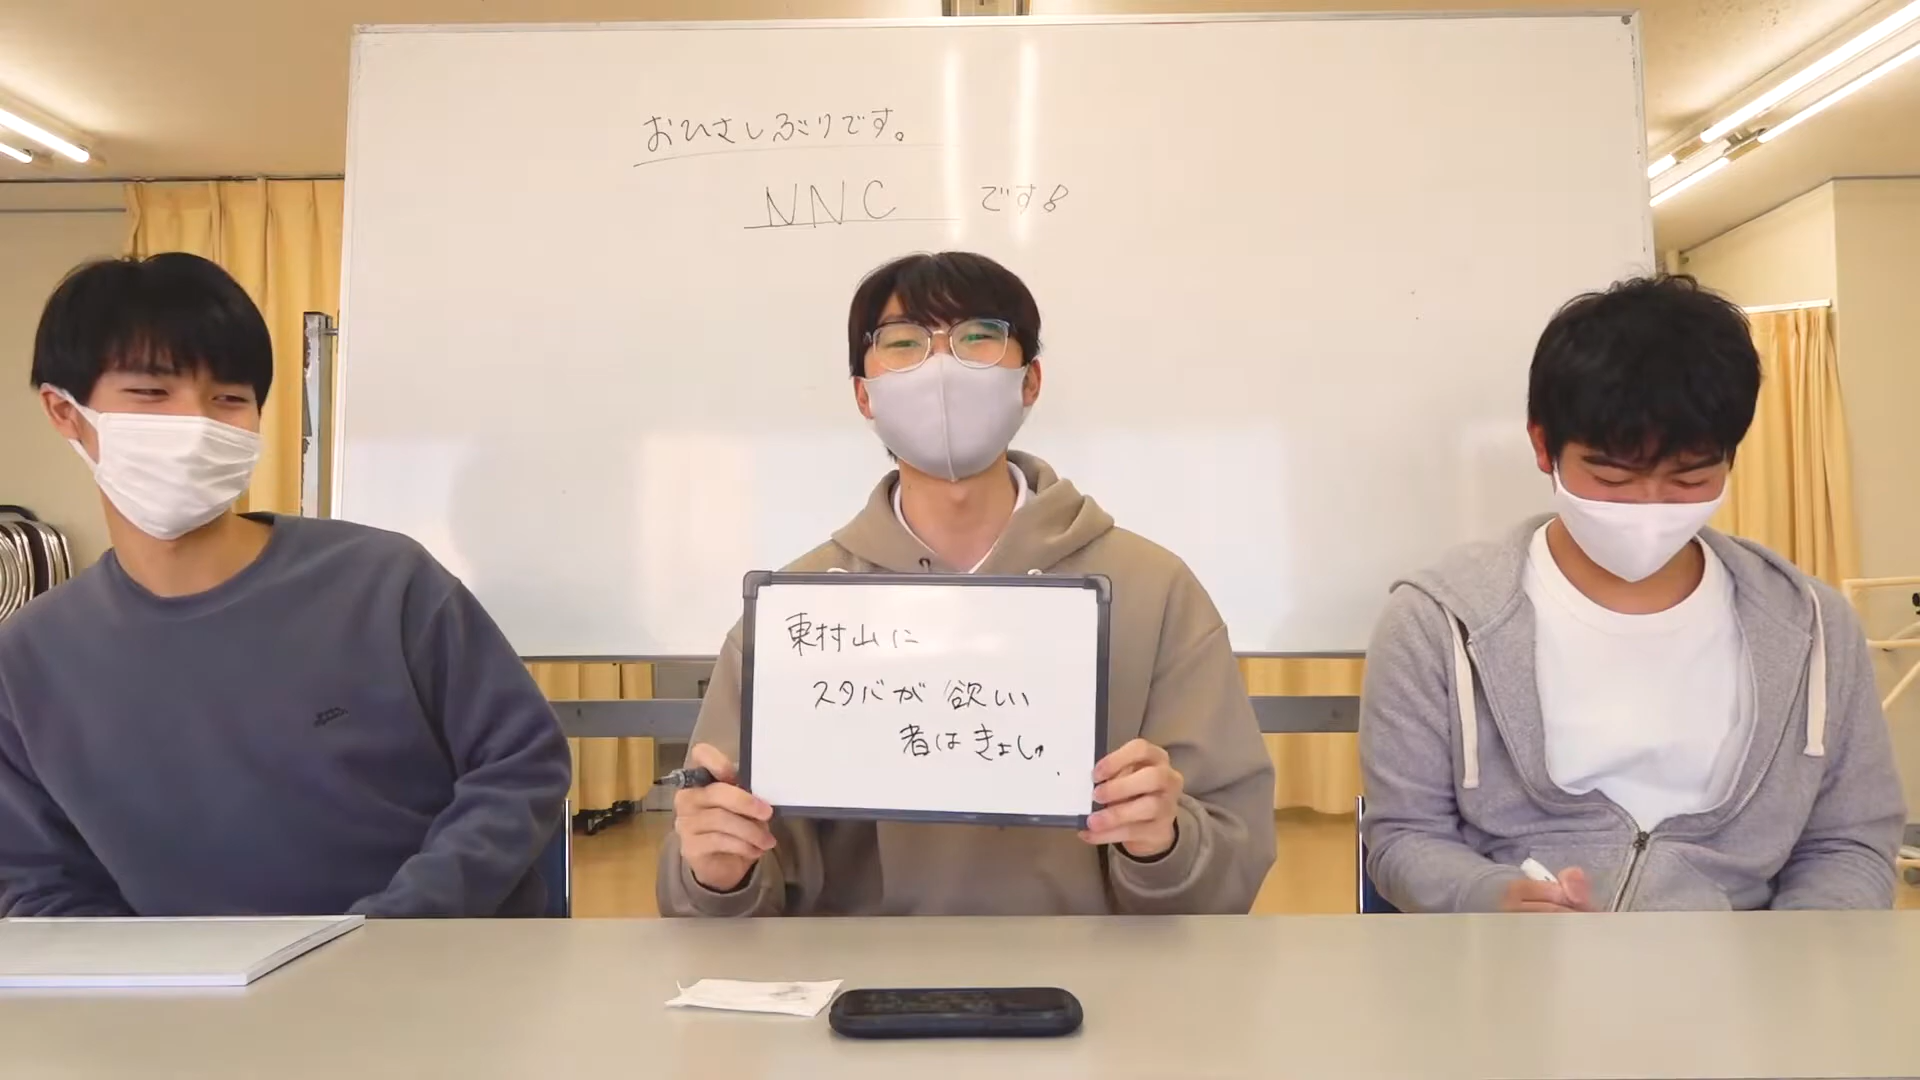 おひさしぶりです。
NNC です!
東村山に
スタバが欲しい
者はきょしゅ.